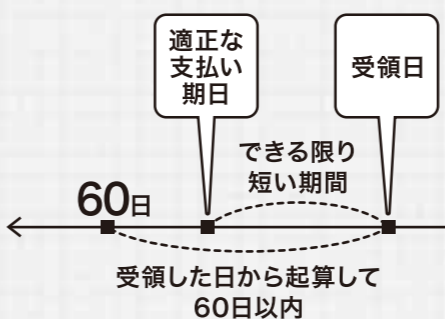 適正な
支払い
期日
受領日
できる限り
短い期間
60日
受領した日から起算して
60日以内